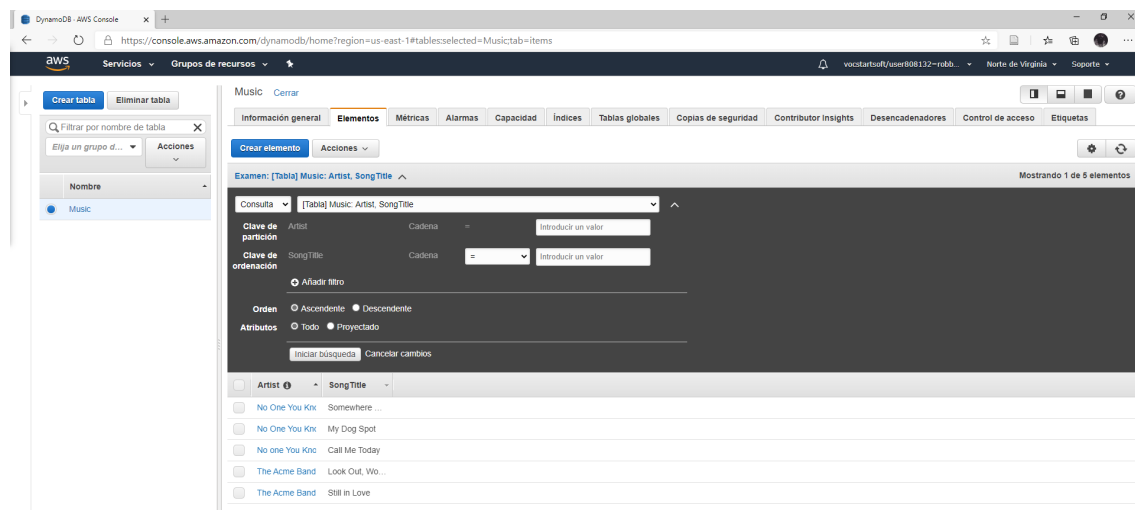 DynamoDB - AWS Console
https://console.aws.amazon.com/dynamodb/home?region=us-east-1#tables:selected=Music;tab=items
aws Servicios Grupos de recursos vocstartsoft/user808132=robb... Norte de Virginia Soporte
Crear tabla Eliminar tabla
Filtrar por nombre de tabla
Elija un grupo d... Acciones
Nombre
Music
Music Cerrar
Información general Elementos Métricas Alarmas Capacidad Índices Tablas globales Copias de seguridad Contributor Insights Desencadenadores Control de acceso Etiquetas
Crear elemento Acciones
Examen: [Tabla] Music: Artist, SongTitle Mostrando 1 de 5 elementos
Consulta [Tabla] Music: Artist, SongTitle
Clave de partición Artist Cadena = Introducir un valor
Clave de ordenación SongTitle Cadena = Introducir un valor
Añadir filtro
Orden Ascendente Descendente
Atributos Todo Proyectado
Iniciar búsqueda Cancelar cambios
Artist SongTitle
No One You Knc Somewhere ...
No One You Knc My Dog Spot
No one You Knc Call Me Today
The Acme Band Look Out, Wo...
The Acme Band Still in Love